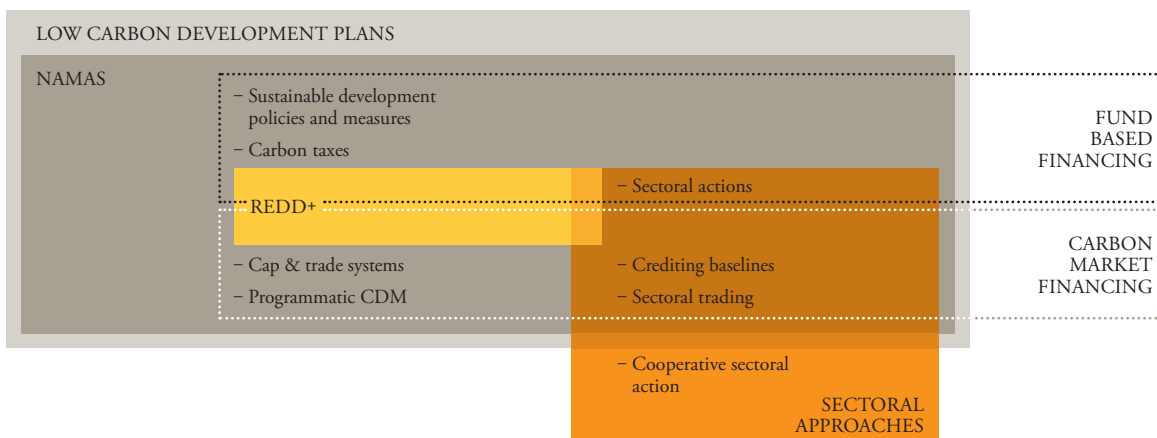 LOW CARBON DEVELOPMENT PLANS
NAMAS
– Sustainable development
policies and measures
– Carbon taxes
FUND
BASED
FINANCING
– Sectoral actions
REDD+
CARBON
MARKET
FINANCING
– Cap & trade systems
– Programmatic CDM
– Crediting baselines
– Sectoral trading
– Cooperative sectoral
action
SECTORAL
APPROACHES